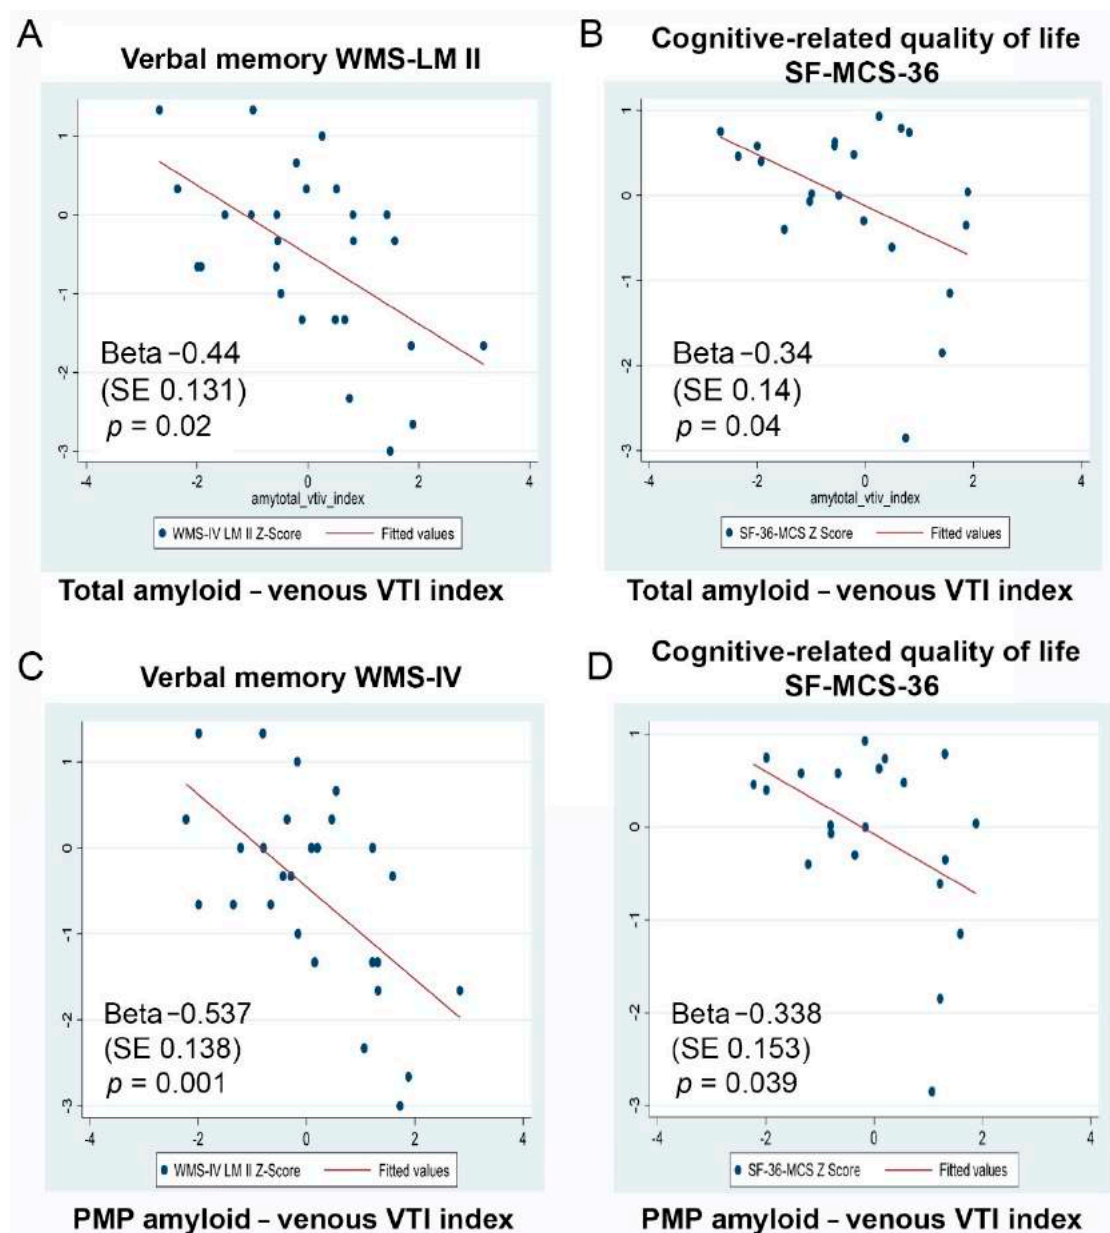 A
Verbal memory WMS-LM II
1
0
-1
-2
-3
Beta −0.44
(SE 0.131)
p = 0.02
-4 -2 0 2 4
amytotal_vtiv_index
WMS-IV LM II Z-Score Fitted values
Total amyloid – venous VTI index
B
Cognitive-related quality of life
SF-MCS-36
1
0
-1
-2
-3
Beta −0.34
(SE 0.14)
p = 0.04
-4 -2 0 2 4
amytotal_vtiv_index
SF-36-MCS Z Score Fitted values
Total amyloid – venous VTI index
C
Verbal memory WMS-IV
1
0
-1
-2
-3
Beta −0.537
(SE 0.138)
p = 0.001
-4 -2 0 2 4
WMS-IV LM II Z-Score Fitted values
PMP amyloid – venous VTI index
D
Cognitive-related quality of life
SF-MCS-36
1
0
-1
-2
-3
Beta −0.338
(SE 0.153)
p = 0.039
-4 -2 0 2 4
SF-36-MCS Z Score Fitted values
PMP amyloid – venous VTI index